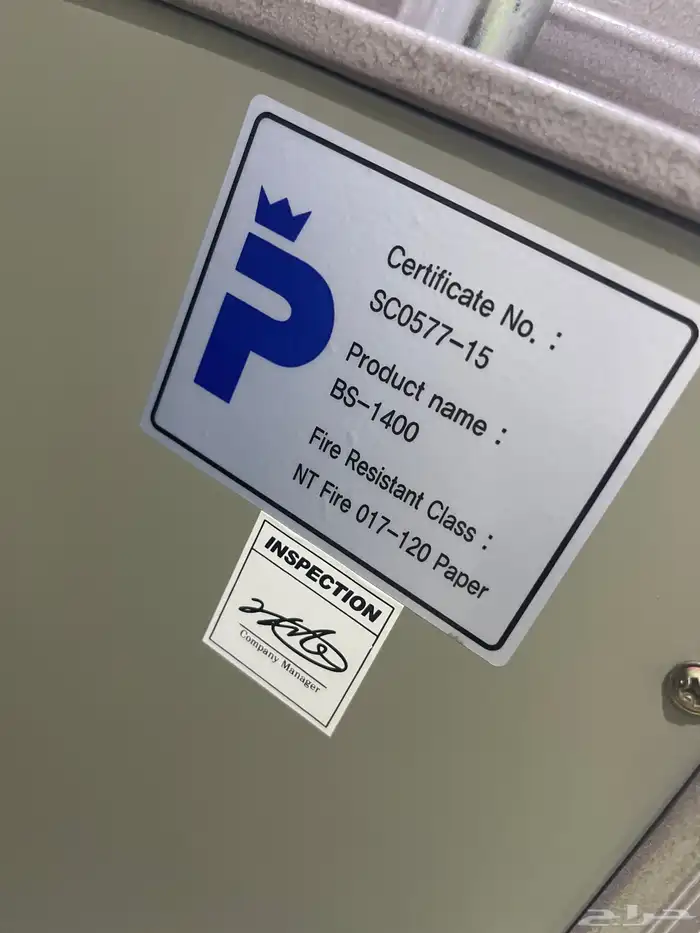 P
Certificate No. :
SC0577-15
Product name :
BS-1400
Fire Resistant Class :
NT Fire 017-120 Paper
INSPECTION
Company Manager
حراج